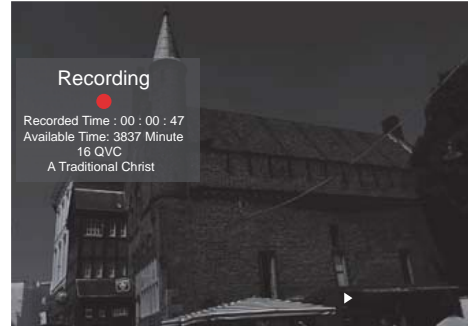 Recording
Recorded Time : 00 : 00 : 47
Available Time: 3837 Minute
16 QVC
A Traditional Christ